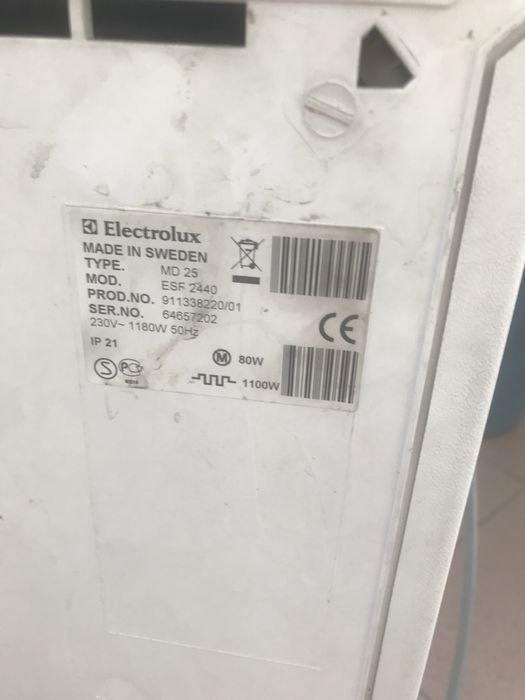 Electrolux
MADE IN SWEDEN
TYPE. MD 25
MOD. ESF 2440
PROD.NO. 911338220/01
SER.NO. 64657202
230V~ 1180W 50Hz
IP 21
M 80W
S PC
1100W
CE